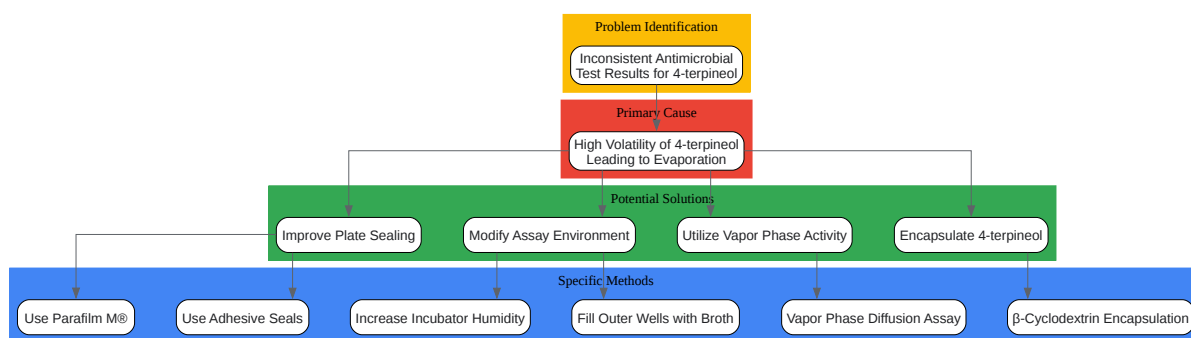 Problem Identification
Inconsistent Antimicrobial
Test Results for 4-terpineol
Primary Cause
High Volatility of 4-terpineol
Leading to Evaporation
Potential Solutions
Improve Plate Sealing
Modify Assay Environment
Utilize Vapor Phase Activity
Encapsulate 4-terpineol
Specific Methods
Use Parafilm M®
Use Adhesive Seals
Increase Incubator Humidity
Fill Outer Wells with Broth
Vapor Phase Diffusion Assay
β-Cyclodextrin Encapsulation